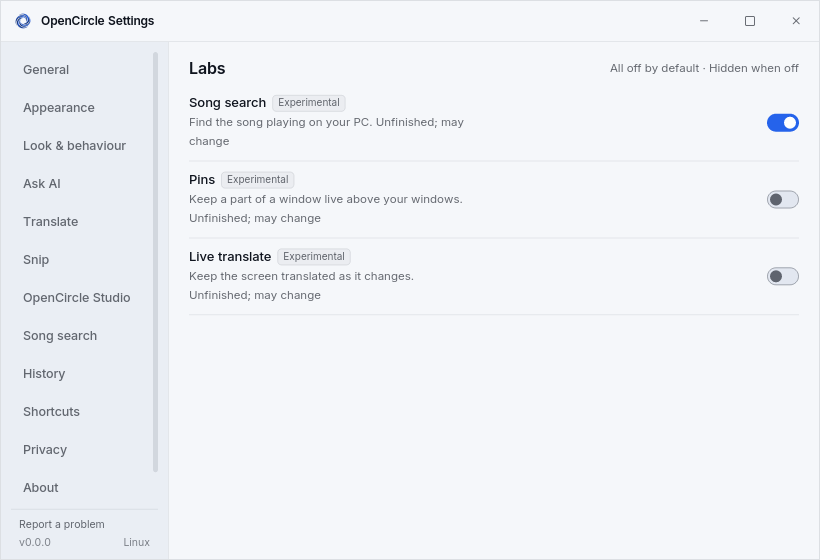 OpenCircle Settings
General
Appearance
Look & behaviour
Ask AI
Translate
Snip
OpenCircle Studio
Song search
History
Shortcuts
Privacy
About
Report a problem
v0.0.0 Linux
Labs
All off by default · Hidden when off
Song search Experimental
Find the song playing on your PC. Unfinished; may
change
Pins Experimental
Keep a part of a window live above your windows.
Unfinished; may change
Live translate Experimental
Keep the screen translated as it changes.
Unfinished; may change